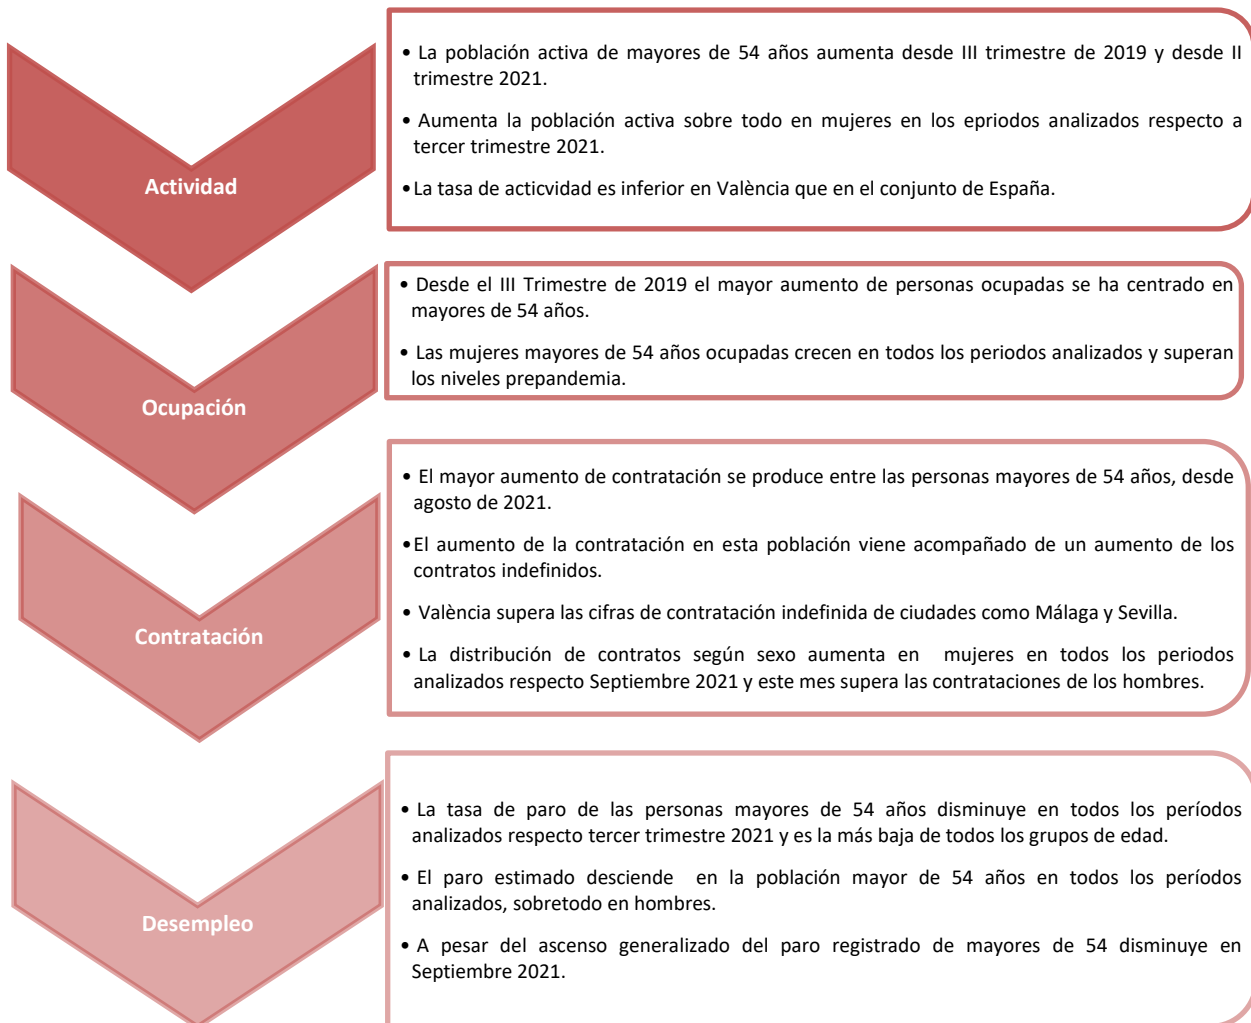 Actividad
• La población activa de mayores de 54 años aumenta desde III trimestre de 2019 y desde II
trimestre 2021.
• Aumenta la población activa sobre todo en mujeres en los epriodos analizados respecto a
tercer trimestre 2021.
• La tasa de acticvidad es inferior en València que en el conjunto de España.
Ocupación
• Desde el III Trimestre de 2019 el mayor aumento de personas ocupadas se ha centrado en
mayores de 54 años.
• Las mujeres mayores de 54 años ocupadas crecen en todos los periodos analizados y superan
los niveles prepandemia.
Contratación
• El mayor aumento de contratación se produce entre las personas mayores de 54 años, desde
agosto de 2021.
• El aumento de la contratación en esta población viene acompañado de un aumento de los
contratos indefinidos.
• València supera las cifras de contratación indefinida de ciudades como Málaga y Sevilla.
• La distribución de contratos según sexo aumenta en mujeres en todos los periodos
analizados respecto Septiembre 2021 y este mes supera las contrataciones de los hombres.
Desempleo
• La tasa de paro de las personas mayores de 54 años disminuye en todos los períodos
analizados respecto tercer trimestre 2021 y es la más baja de todos los grupos de edad.
• El paro estimado desciende en la población mayor de 54 años en todos los períodos
analizados, sobretodo en hombres.
• A pesar del ascenso generalizado del paro registrado de mayores de 54 disminuye en
Septiembre 2021.